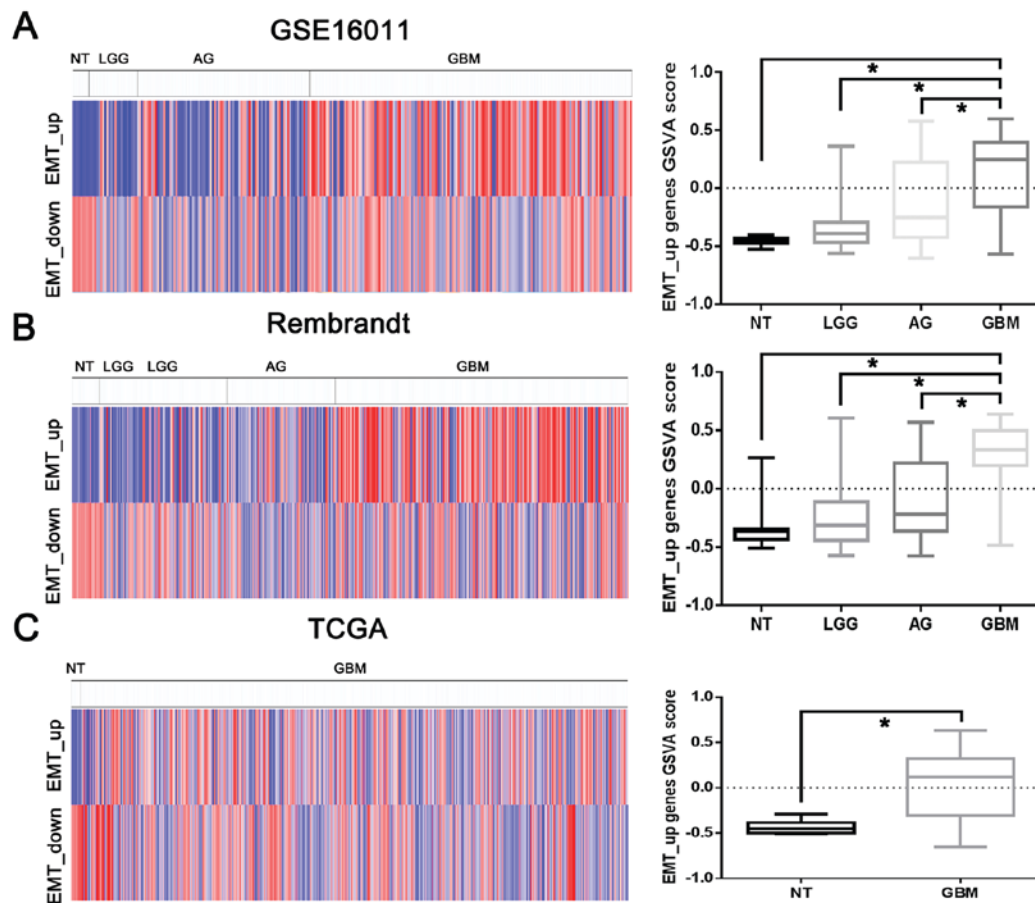 A
GSE16011
NT LGG AG GBM
EMT_up
EMT_down
EMT_up genes GSVA score
1.0
0.5
0.0
-0.5
-1.0
* * *
NT LGG AG GBM
B
Rembrandt
NT LGG LGG AG GBM
EMT_up
EMT_down
EMT_up genes GSVA score
1.0
0.5
0.0
-0.5
-1.0
* * *
NT LGG AG GBM
C
TCGA
NT GBM
EMT_up
EMT_down
EMT_up genes GSVA score
1.0
0.5
0.0
-0.5
-1.0
*
NT GBM